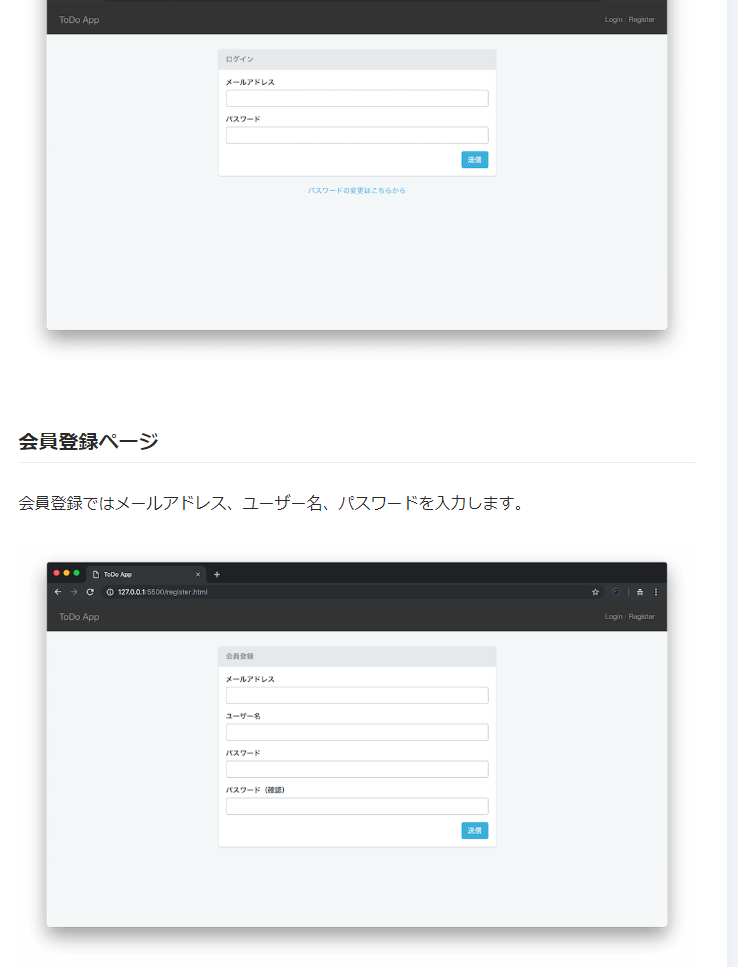 ToDo App
Login / Register
ログイン
メールアドレス
パスワード
送信
パスワードの変更はこちらから
会員登録ページ
会員登録ではメールアドレス、ユーザー名、パスワードを入力します。
ToDo App
127.0.0.1:5500/register.html
ToDo App
Login / Register
会員登録
メールアドレス
ユーザー名
パスワード
パスワード（確認）
送信